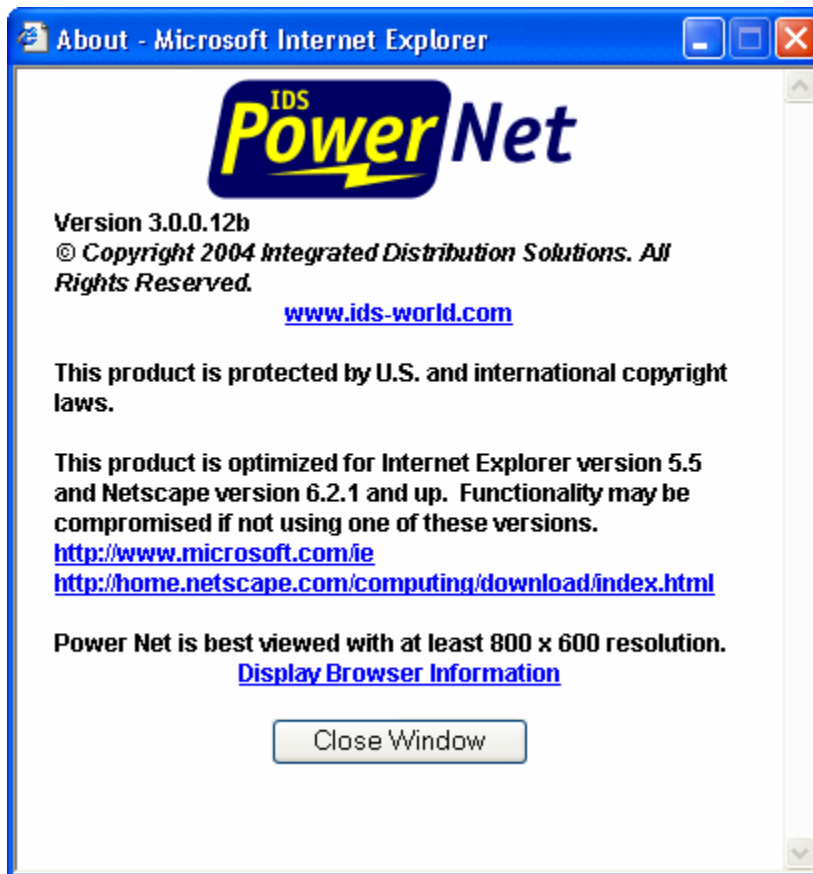 About - Microsoft Internet Explorer
IDS
Power Net
Version 3.0.0.12b
© Copyright 2004 Integrated Distribution Solutions. All
Rights Reserved.
www.ids-world.com
This product is protected by U.S. and international copyright
laws.
This product is optimized for Internet Explorer version 5.5
and Netscape version 6.2.1 and up.  Functionality may be
compromised if not using one of these versions.
http://www.microsoft.com/ie
http://home.netscape.com/computing/download/index.html
Power Net is best viewed with at least 800 x 600 resolution.
Display Browser Information
Close Window